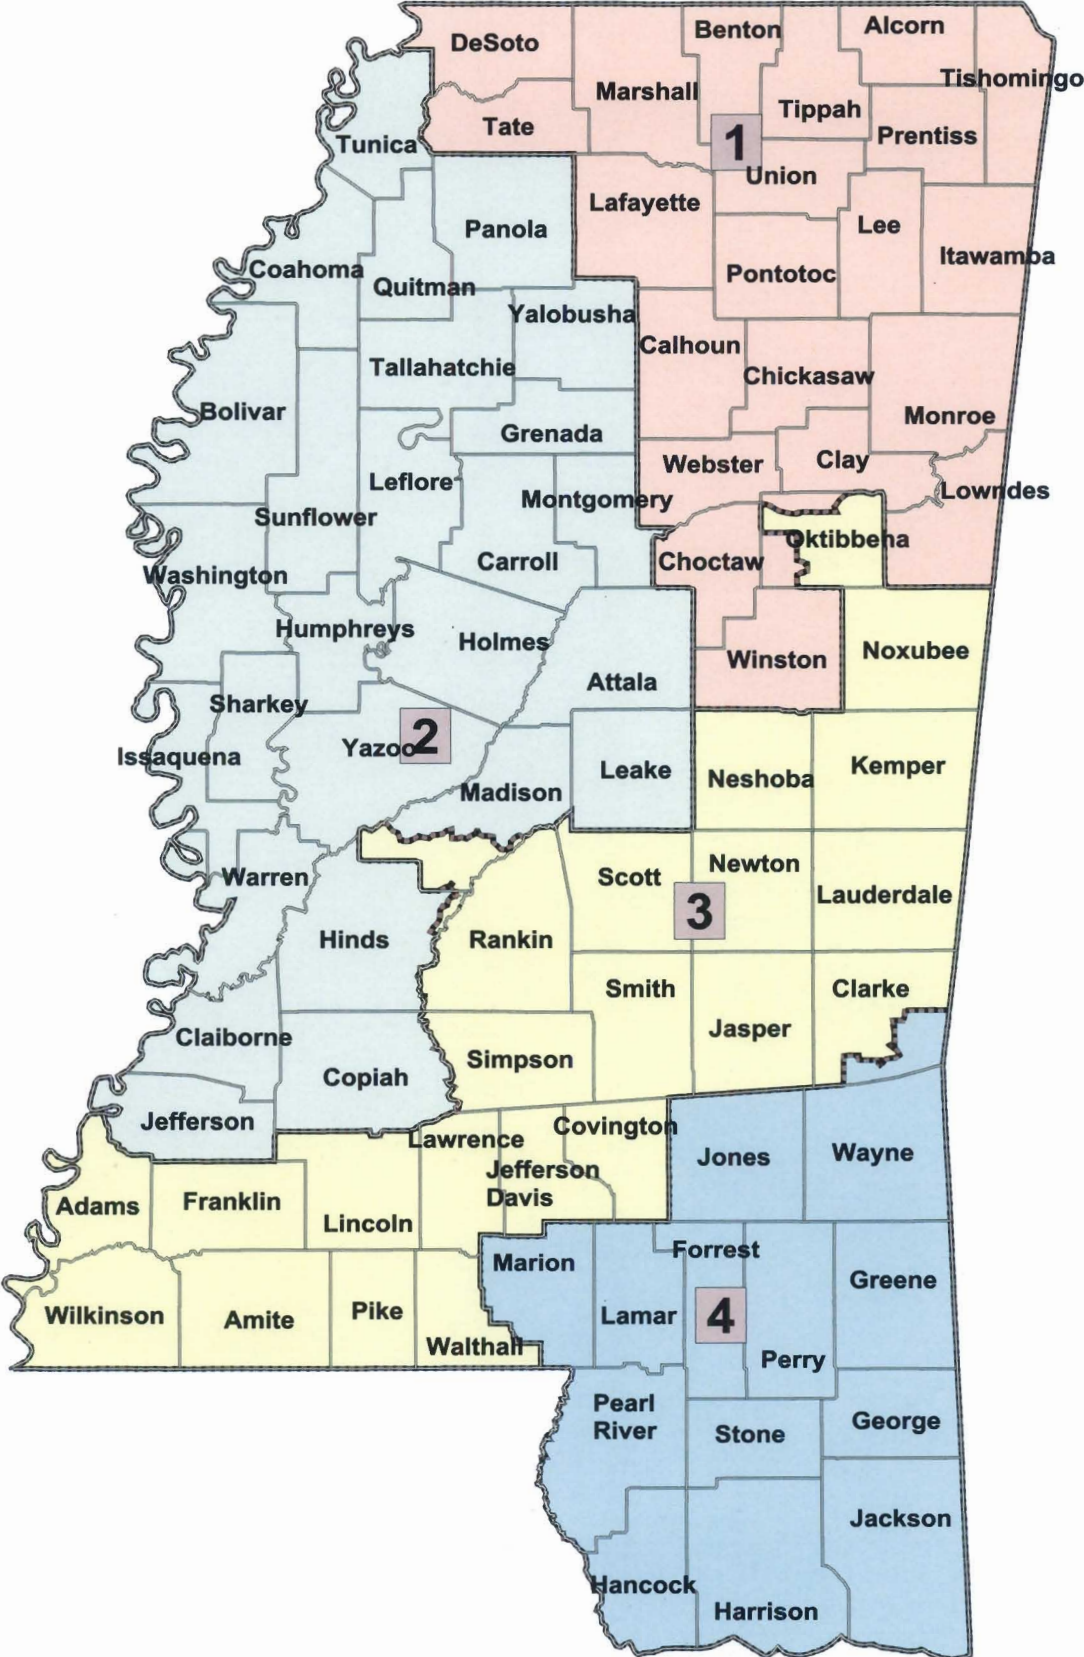 DeSoto
Benton
Alcorn
Tishomingo
Marshall
Tippah
Tate
Prentiss
1
Tunica
Union
Lafayette
Lee
Panola
Itawamba
Coahoma
Quitman
Pontotoc
Yalobusha
Calhoun
Tallahatchie
Chickasaw
Bolivar
Monroe
Grenada
Webster
Clay
Leflore
Montgomery
Lowndes
Sunflower
Oktibbeha
Carroll
Choctaw
Washington
Humphreys
Holmes
Noxubee
Winston
Attala
Sharkey
Issaquena
Yazoo
2
Leake
Neshoba
Kemper
Madison
Warren
Scott
Newton
Lauderdale
3
Hinds
Rankin
Smith
Clarke
Claiborne
Jasper
Copiah
Simpson
Jefferson
Lawrence
Covington
Jones
Wayne
Jefferson
Davis
Adams
Franklin
Lincoln
Marion
Forrest
Greene
Wilkinson
Amite
Pike
Lamar
4
Walthall
Perry
Pearl
River
Stone
George
Jackson
Hancock
Harrison